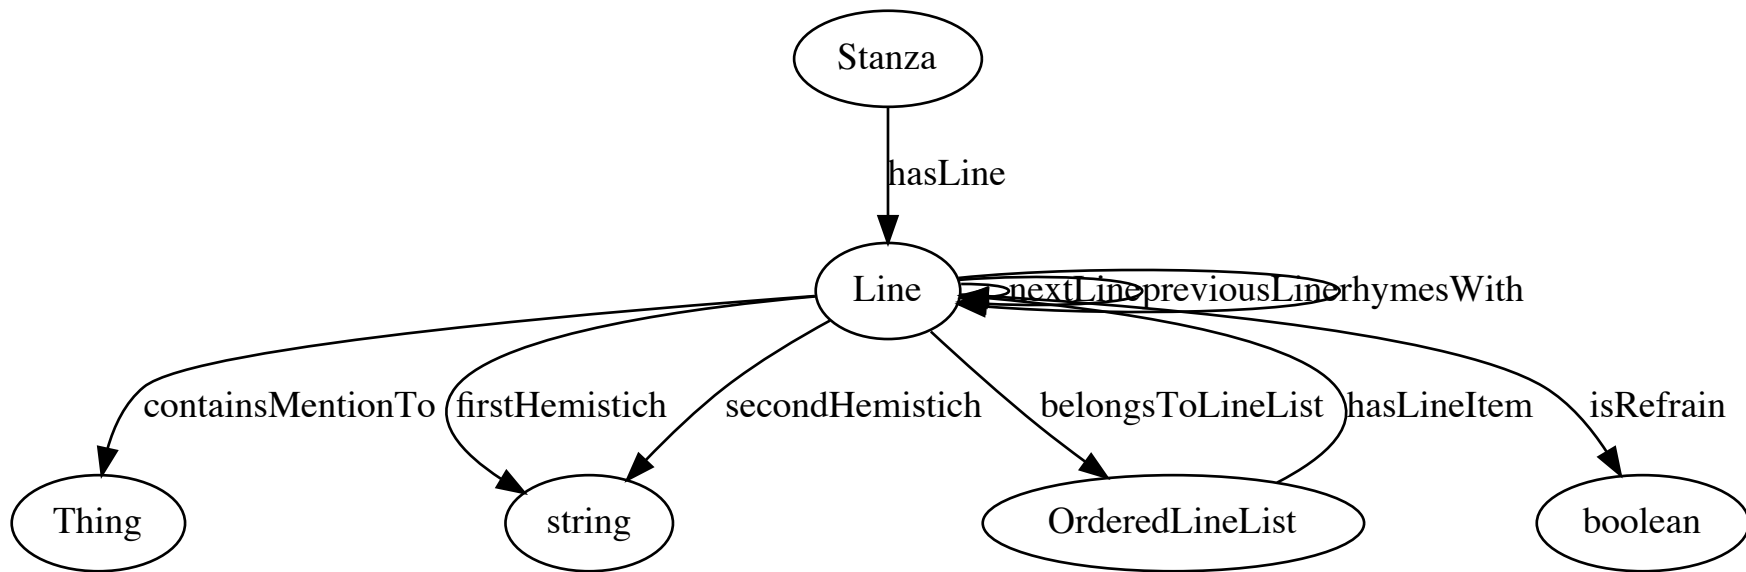 Stanza
hasLine
Line
nextLine
previousLine
rhymesWith
containsMentionTo
firstHemistich
secondHemistich
belongsToLineList
hasLineItem
isRefrain
Thing
string
OrderedLineList
boolean